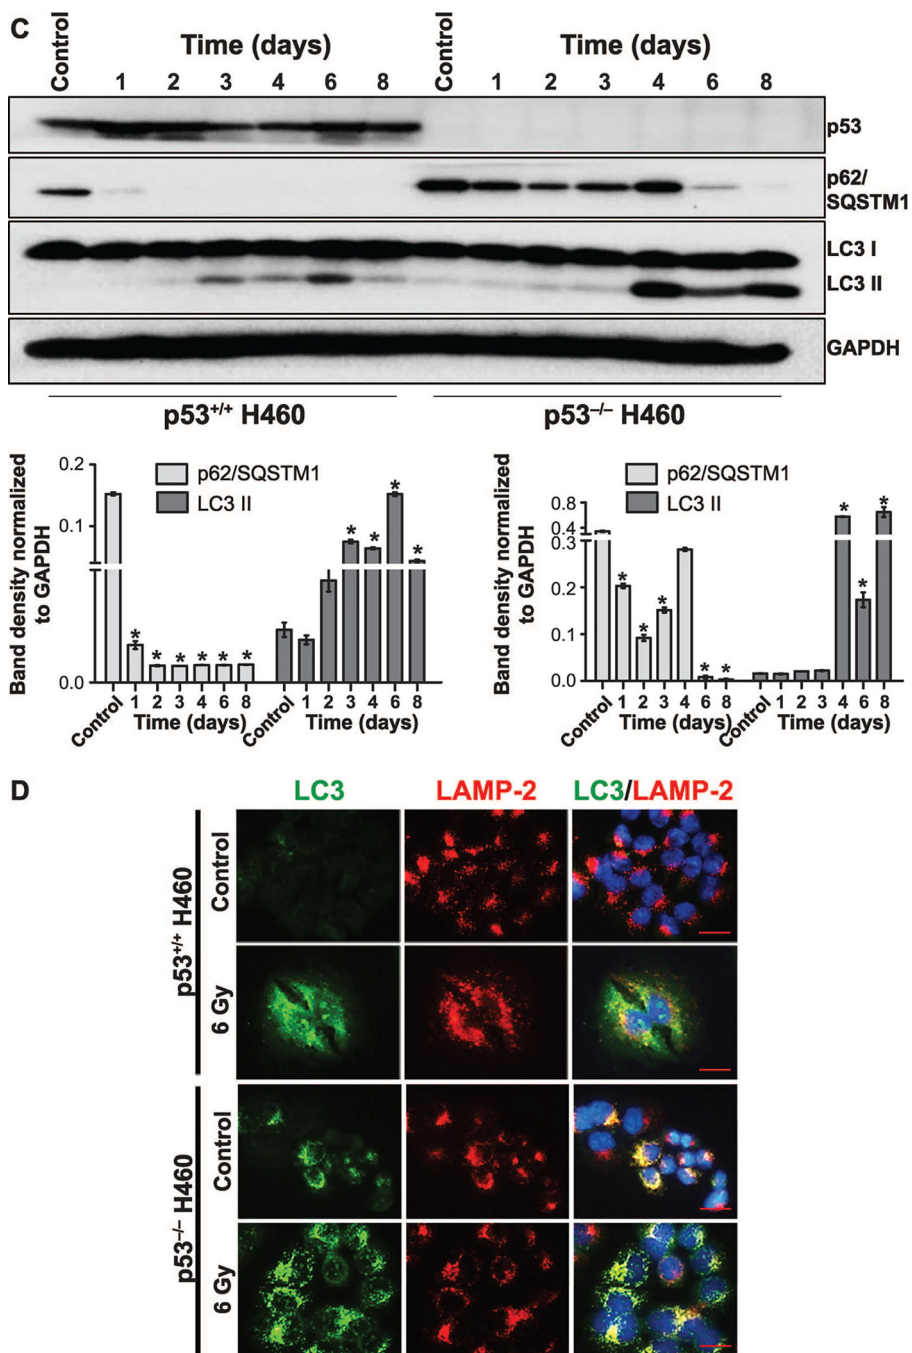 C
Control Time (days) Control Time (days)
1 2 3 4 6 8 1 2 3 4 6 8
p53
p62/
SQSTM1
LC3 I
LC3 II
GAPDH
p53+/+ H460 p53–/– H460
Band density normalized
to GAPDH
0.2
0.1
0.0
p62/SQSTM1
LC3 II
* * * * * * * * * *
Control 1 2 3 4 6 8 Control 1 2 3 4 6 8
Time (days) Time (days)
Band density normalized
to GAPDH
0.8
0.4
0.3
0.2
0.1
0.0
p62/SQSTM1
LC3 II
* * * * * * * *
Control 1 2 3 4 6 8 Control 1 2 3 4 6 8
Time (days) Time (days)
D
LC3 LAMP-2 LC3/LAMP-2
p53+/+ H460
Control
6 Gy
p53–/– H460
Control
6 Gy